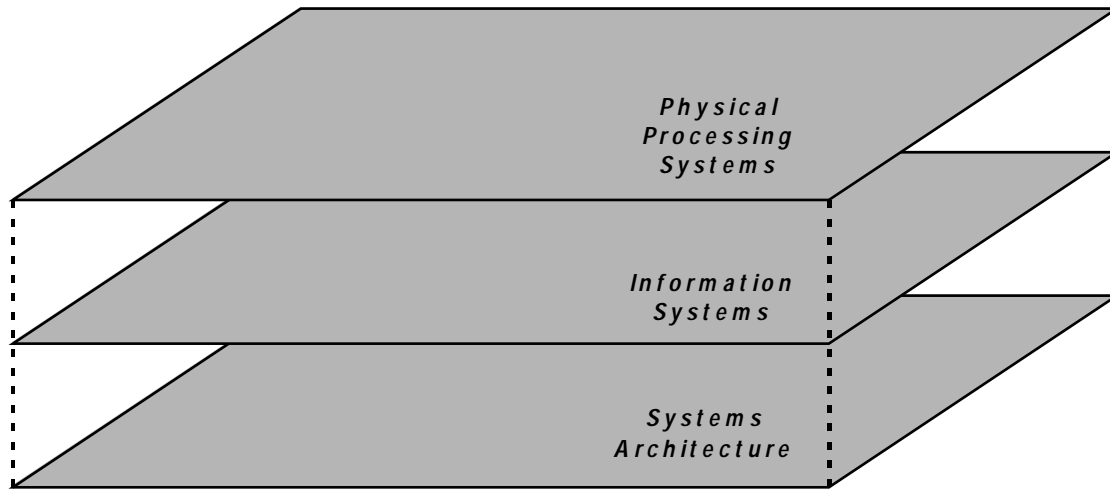 Physical
Processing
Systems
Information
Systems
Systems
Architecture